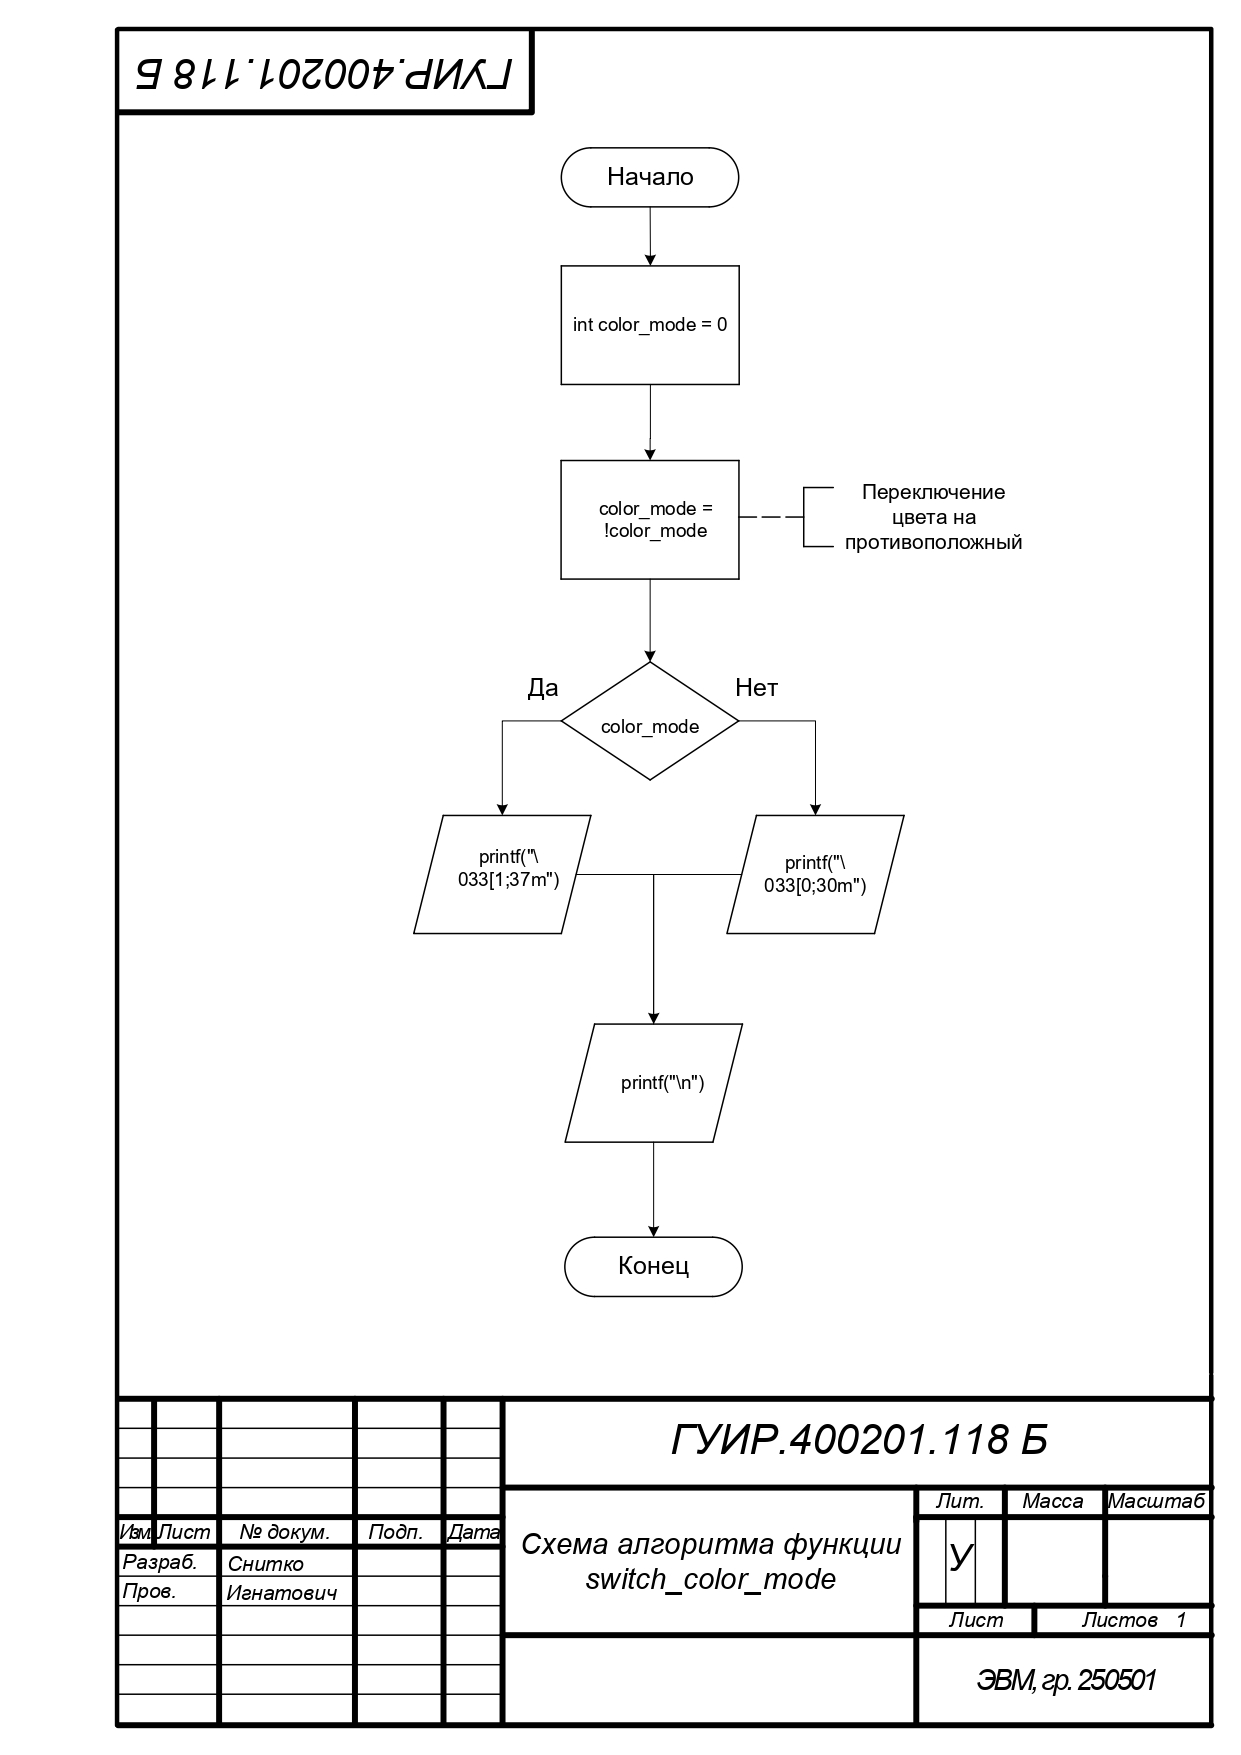 ГУИР.400201.118 Б
Начало
int color_mode = 0
color_mode =
!color_mode
Переключение
цвета на
противоположный
Да
Нет
color_mode
printf("\
033[1;37m")
printf("\
033[0;30m")
printf("\n")
Конец
ГУИР.400201.118 Б
Лит.
Масса
Масштаб
Изм.
Лист
№ докум.
Подп.
Дата
Схема алгоритма функции
switch_color_mode
У
Разраб.
Снитко
Пров.
Игнатович
Лист
Листов 1
ЭВМ, гр. 250501